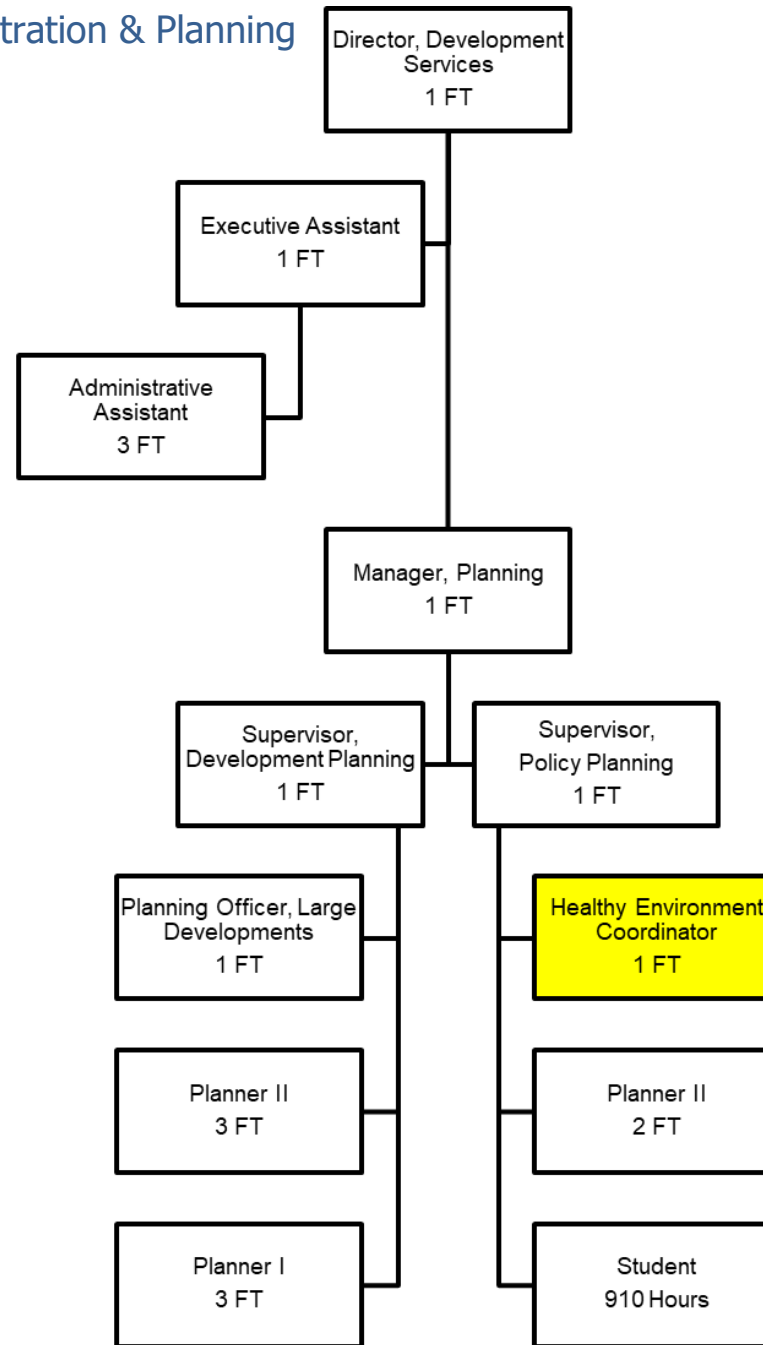 tration & Planning
Director, Development
Services
1 FT
Executive Assistant
1 FT
Administrative
Assistant
3 FT
Manager, Planning
1 FT
Supervisor,
Development Planning
1 FT
Supervisor,
Policy Planning
1 FT
Planning Officer, Large
Developments
1 FT
Healthy Environment
Coordinator
1 FT
Planner II
3 FT
Planner II
2 FT
Planner I
3 FT
Student
910 Hours